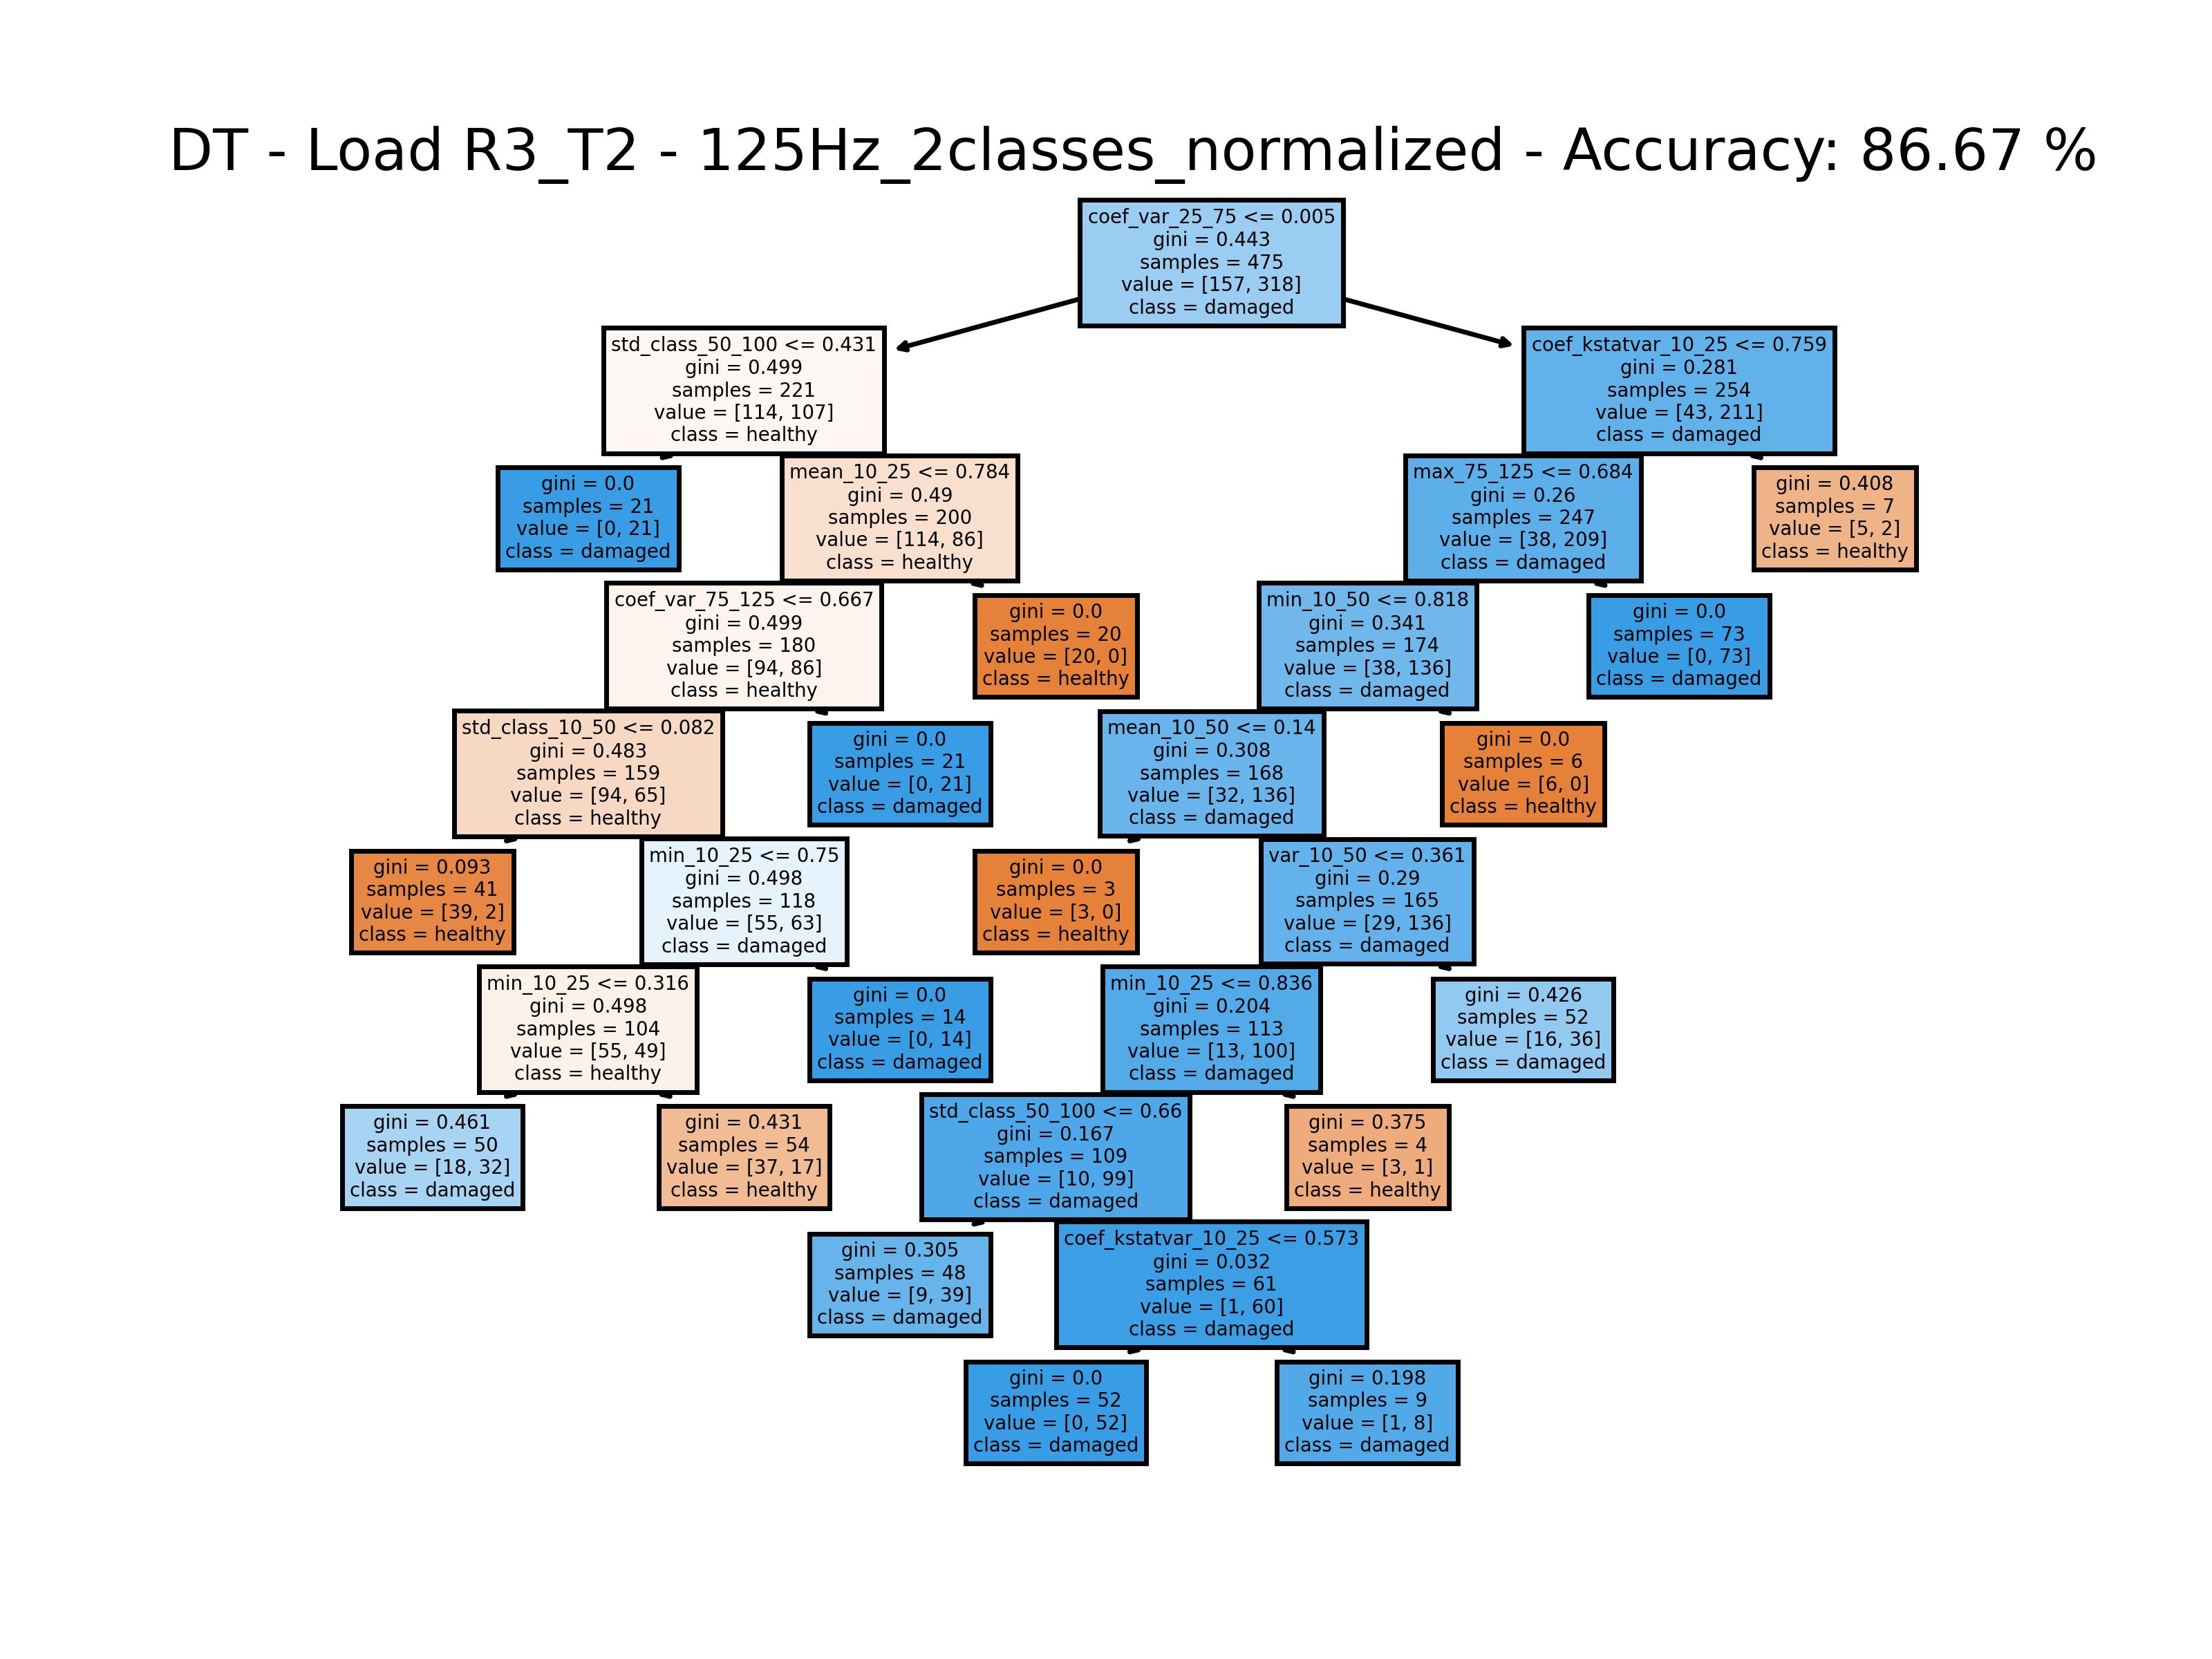 DT - Load R3_T2 - 125Hz_2classes_normalized - Accuracy: 86.67 %
coef_var_25_75 <= 0.005
gini = 0.443
samples = 475
value = [157, 318]
class = damaged
std_class_50_100 <= 0.431
gini = 0.499
samples = 221
value = [114, 107]
class = healthy
coef_kstatvar_10_25 <= 0.759
gini = 0.281
samples = 254
value = [43, 211]
class = damaged
gini = 0.0
samples = 21
value = [0, 21]
class = damaged
mean_10_25 <= 0.784
gini = 0.49
samples = 200
value = [114, 86]
class = healthy
max_75_125 <= 0.684
gini = 0.26
samples = 247
value = [38, 209]
class = damaged
gini = 0.408
samples = 7
value = [5, 2]
class = healthy
coef_var_75_125 <= 0.667
gini = 0.499
samples = 180
value = [94, 86]
class = healthy
gini = 0.0
samples = 20
value = [20, 0]
class = healthy
min_10_50 <= 0.818
gini = 0.341
samples = 174
value = [38, 136]
class = damaged
gini = 0.0
samples = 73
value = [0, 73]
class = damaged
std_class_10_50 <= 0.082
gini = 0.483
samples = 159
value = [94, 65]
class = healthy
gini = 0.0
samples = 21
value = [0, 21]
class = damaged
mean_10_50 <= 0.14
gini = 0.308
samples = 168
value = [32, 136]
class = damaged
gini = 0.0
samples = 6
value = [6, 0]
class = healthy
gini = 0.093
samples = 41
value = [39, 2]
class = healthy
min_10_25 <= 0.75
gini = 0.498
samples = 118
value = [55, 63]
class = damaged
gini = 0.0
samples = 3
value = [3, 0]
class = healthy
var_10_50 <= 0.361
gini = 0.29
samples = 165
value = [29, 136]
class = damaged
min_10_25 <= 0.316
gini = 0.498
samples = 104
value = [55, 49]
class = healthy
gini = 0.0
samples = 14
value = [0, 14]
class = damaged
min_10_25 <= 0.836
gini = 0.204
samples = 113
value = [13, 100]
class = damaged
gini = 0.426
samples = 52
value = [16, 36]
class = damaged
gini = 0.461
samples = 50
value = [18, 32]
class = damaged
gini = 0.431
samples = 54
value = [37, 17]
class = healthy
std_class_50_100 <= 0.66
gini = 0.167
samples = 109
value = [10, 99]
class = damaged
gini = 0.375
samples = 4
value = [3, 1]
class = healthy
gini = 0.305
samples = 48
value = [9, 39]
class = damaged
coef_kstatvar_10_25 <= 0.573
gini = 0.032
samples = 61
value = [1, 60]
class = damaged
gini = 0.0
samples = 52
value = [0, 52]
class = damaged
gini = 0.198
samples = 9
value = [1, 8]
class = damaged